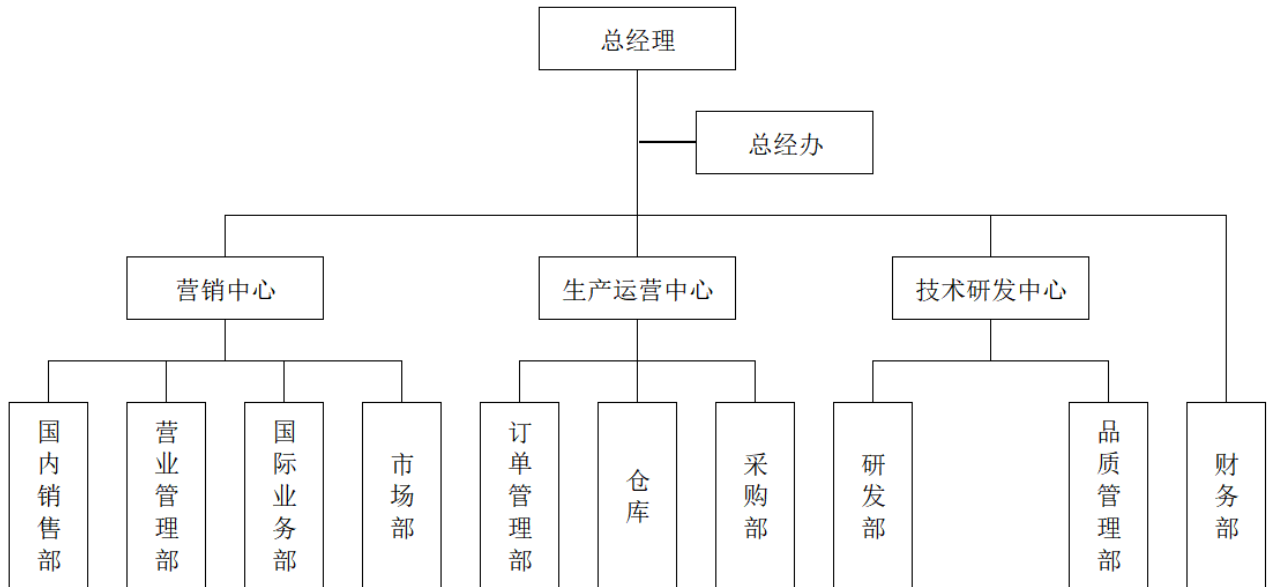 总经理
总经办
营销中心
生产运营中心
技术研发中心
国内销售部
营业管理部
国际业务部
市场部
订单管理部
仓库
采购部
研发部
品质管理部
财务部